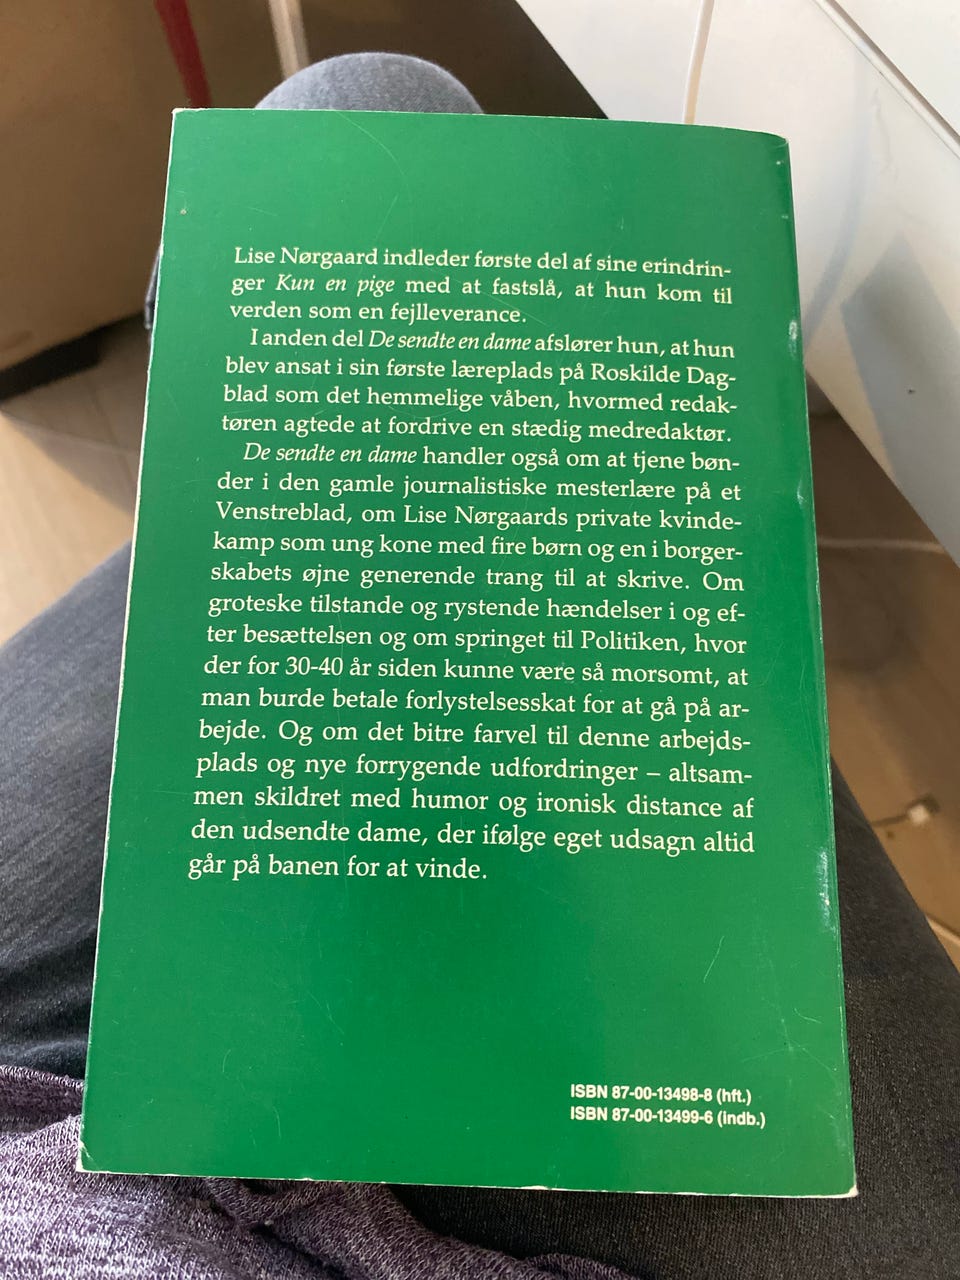 Lise Nørgaard indleder første del af sine erindrin-
ger Kun en pige med at fastslå, at hun kom til
verden som en fejlleverance.
I anden del De sendte en dame afslører hun, at hun
blev ansat i sin første læreplads på Roskilde Dag-
blad som det hemmelige våben, hvormed redak-
tøren agtede at fordrive en stædig medredaktør.
De sendte en dame handler også om at tjene bøn-
der i den gamle journalistiske mesterlære på et
Venstreblad, om Lise Nørgaards private kvinde-
kamp som ung kone med fire børn og en i borger-
skabets øjne generende trang til at skrive. Om
groteske tilstande og rystende hændelser i og ef-
ter besættelsen og om springet til Politiken, hvor
der for 30-40 år siden kunne være så morsomt, at
man burde betale forlystelsesskat for at gå på ar-
bejde. Og om det bitre farvel til denne arbejds-
plads og nye forrygende udfordringer – altsam-
men skildret med humor og ironisk distance af
den udsendte dame, der ifølge eget udsagn altid
går på banen for at vinde.
ISBN 87-00-13498-8 (hft.)
ISBN 87-00-13499-6 (indb.)